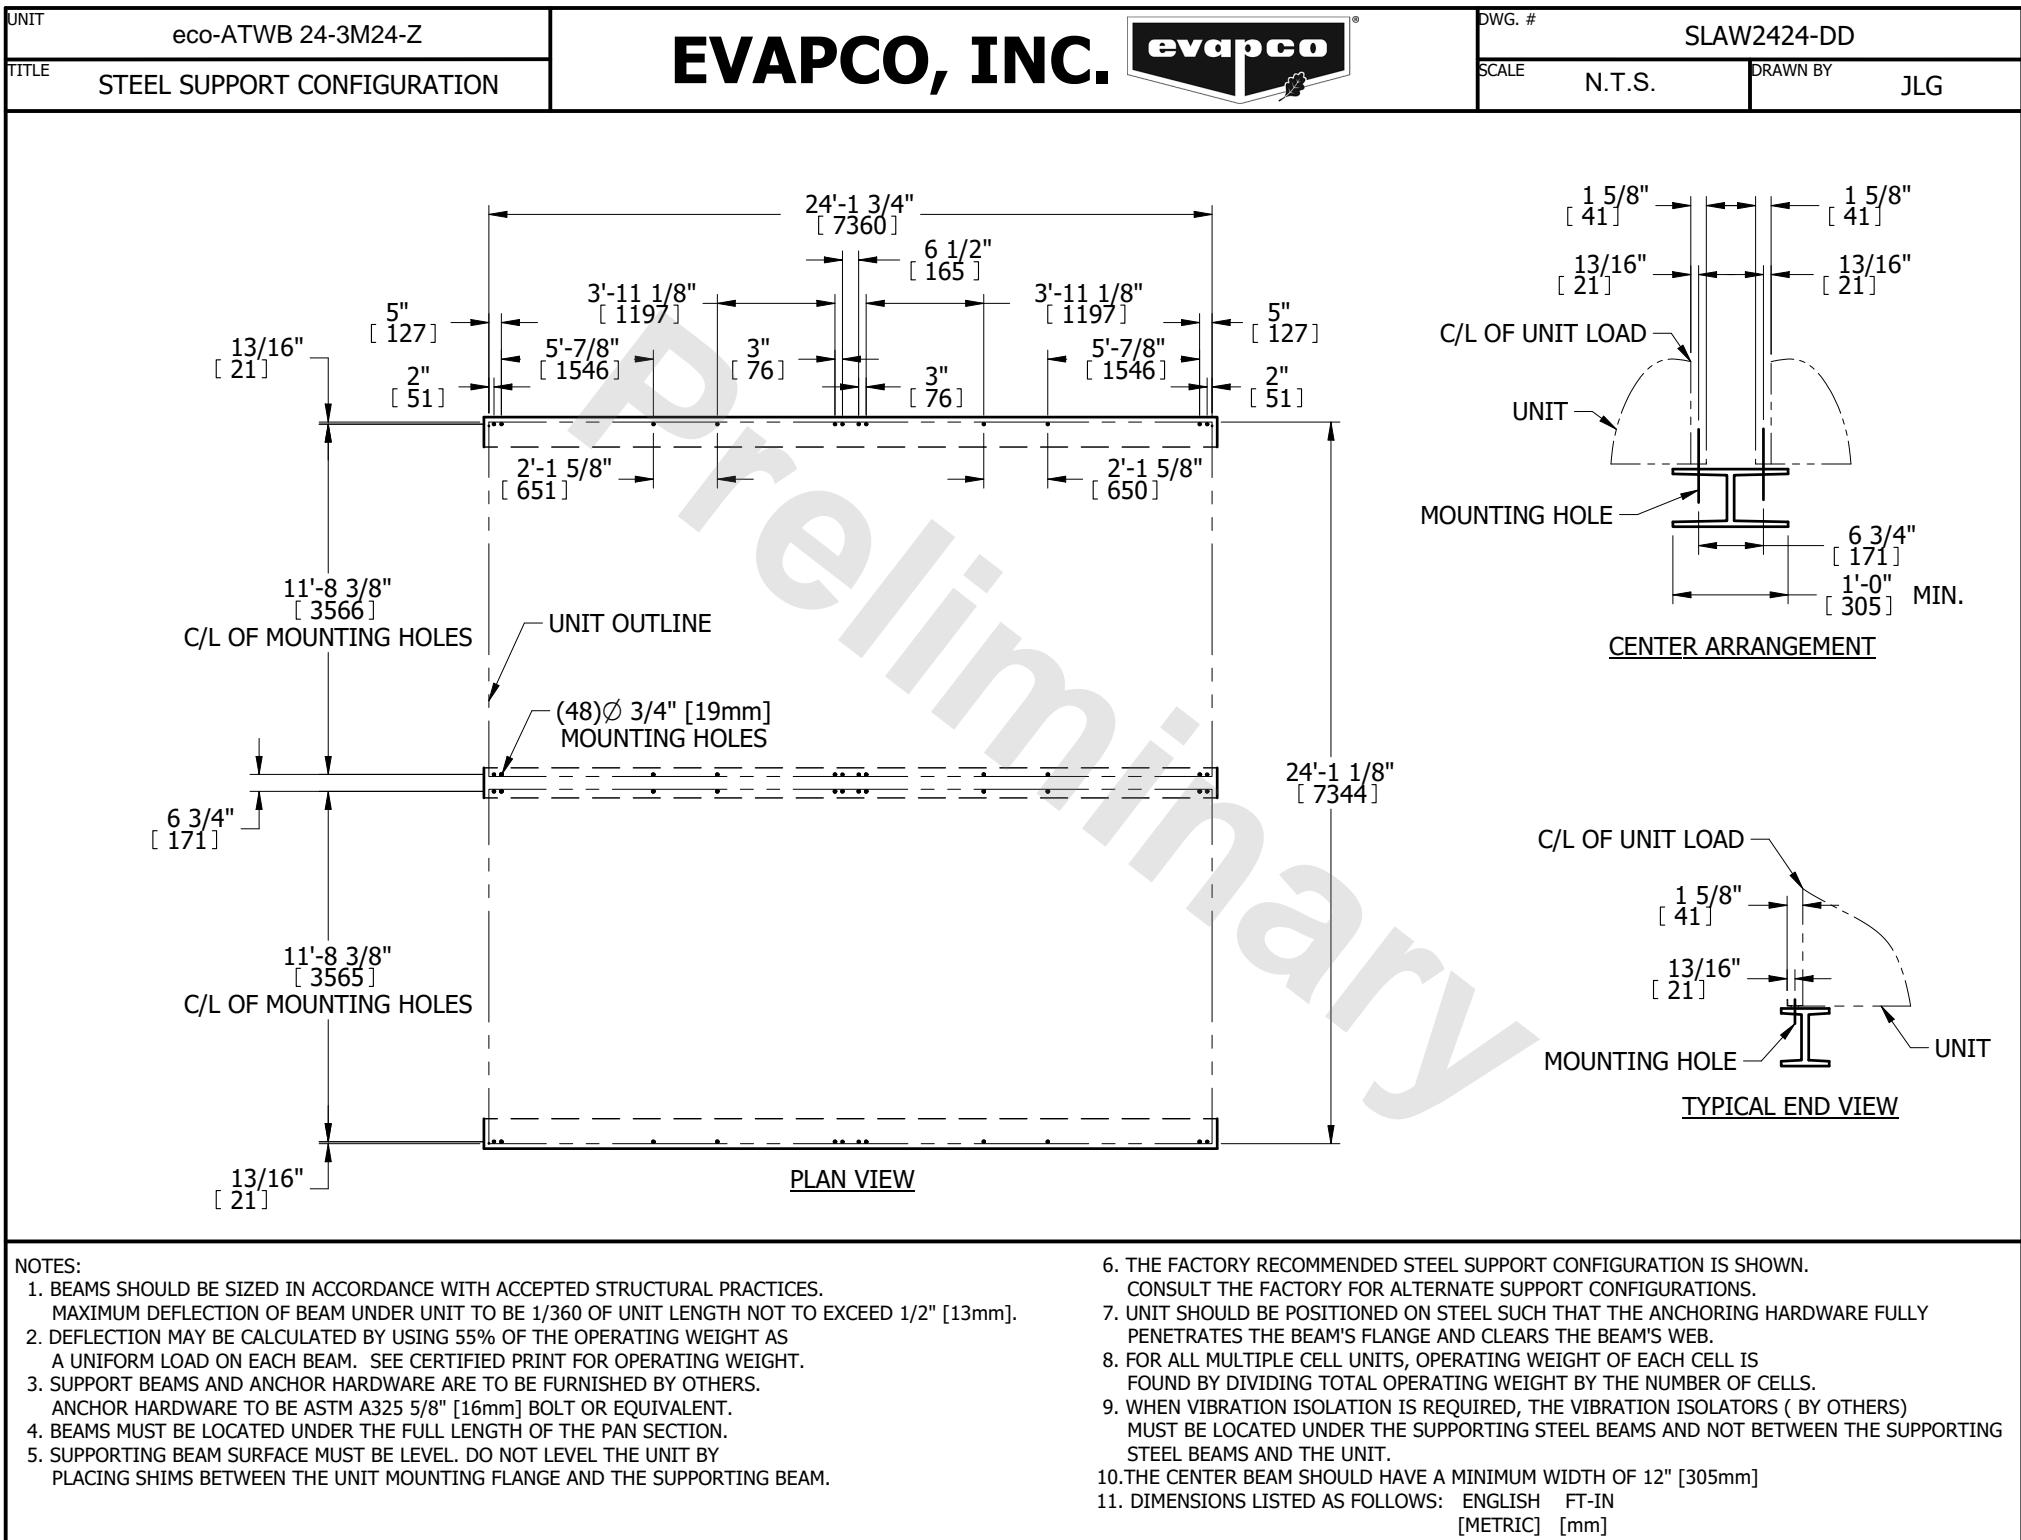 UNIT
eco-ATWB 24-3M24-Z
TITLE
STEEL SUPPORT CONFIGURATION
EVAPCO, INC.
evapco
®
DWG. #
SLAW2424-DD
SCALE
N.T.S.
DRAWN BY
JLG
24'-1 3/4"
[ 7360 ]
6 1/2"
[ 165 ]
3'-11 1/8"
[ 1197 ]
3'-11 1/8"
[ 1197 ]
5"
[ 127 ]
5"
[ 127 ]
13/16"
[ 21 ]
5'-7/8"
[ 1546 ]
3"
[ 76 ]
5'-7/8"
[ 1546 ]
2"
[ 51 ]
3"
[ 76 ]
2"
[ 51 ]
2'-1 5/8"
[ 651 ]
2'-1 5/8"
[ 650 ]
11'-8 3/8"
[ 3566 ]
C/L OF MOUNTING HOLES
UNIT OUTLINE
(48)∅ 3/4" [19mm]
MOUNTING HOLES
6 3/4"
[ 171 ]
24'-1 1/8"
[ 7344 ]
11'-8 3/8"
[ 3565 ]
C/L OF MOUNTING HOLES
13/16"
[ 21 ]
PLAN VIEW
Preliminary
1 5/8"
[ 41 ]
1 5/8"
[ 41 ]
13/16"
[ 21 ]
13/16"
[ 21 ]
C/L OF UNIT LOAD
UNIT
MOUNTING HOLE
6 3/4"
[ 171 ]
1'-0"
[ 305 ] MIN.
CENTER ARRANGEMENT
C/L OF UNIT LOAD
1 5/8"
[ 41 ]
13/16"
[ 21 ]
MOUNTING HOLE
UNIT
TYPICAL END VIEW
NOTES:
1. BEAMS SHOULD BE SIZED IN ACCORDANCE WITH ACCEPTED STRUCTURAL PRACTICES.
MAXIMUM DEFLECTION OF BEAM UNDER UNIT TO BE 1/360 OF UNIT LENGTH NOT TO EXCEED 1/2" [13mm].
2. DEFLECTION MAY BE CALCULATED BY USING 55% OF THE OPERATING WEIGHT AS
A UNIFORM LOAD ON EACH BEAM. SEE CERTIFIED PRINT FOR OPERATING WEIGHT.
3. SUPPORT BEAMS AND ANCHOR HARDWARE ARE TO BE FURNISHED BY OTHERS.
ANCHOR HARDWARE TO BE ASTM A325 5/8" [16mm] BOLT OR EQUIVALENT.
4. BEAMS MUST BE LOCATED UNDER THE FULL LENGTH OF THE PAN SECTION.
5. SUPPORTING BEAM SURFACE MUST BE LEVEL. DO NOT LEVEL THE UNIT BY
PLACING SHIMS BETWEEN THE UNIT MOUNTING FLANGE AND THE SUPPORTING BEAM.
6. THE FACTORY RECOMMENDED STEEL SUPPORT CONFIGURATION IS SHOWN.
CONSULT THE FACTORY FOR ALTERNATE SUPPORT CONFIGURATIONS.
7. UNIT SHOULD BE POSITIONED ON STEEL SUCH THAT THE ANCHORING HARDWARE FULLY
PENETRATES THE BEAM'S FLANGE AND CLEARS THE BEAM'S WEB.
8. FOR ALL MULTIPLE CELL UNITS, OPERATING WEIGHT OF EACH CELL IS
FOUND BY DIVIDING TOTAL OPERATING WEIGHT BY THE NUMBER OF CELLS.
9. WHEN VIBRATION ISOLATION IS REQUIRED, THE VIBRATION ISOLATORS ( BY OTHERS)
MUST BE LOCATED UNDER THE SUPPORTING STEEL BEAMS AND NOT BETWEEN THE SUPPORTING
STEEL BEAMS AND THE UNIT.
10.THE CENTER BEAM SHOULD HAVE A MINIMUM WIDTH OF 12" [305mm]
11. DIMENSIONS LISTED AS FOLLOWS: ENGLISH FT-IN
[METRIC] [mm]